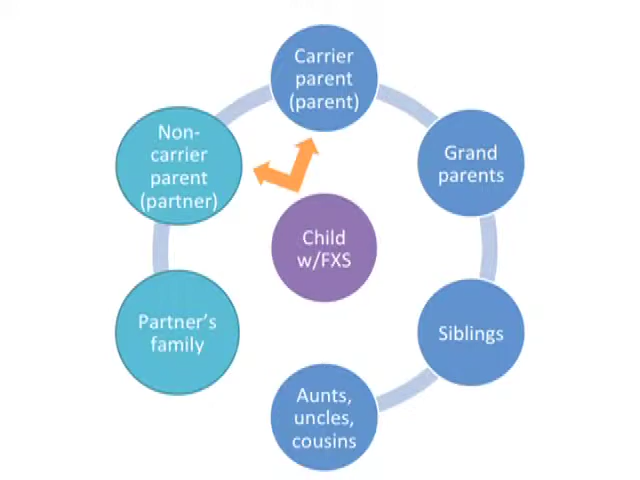 Carrier
parent
(parent)
Non-
carrier
parent
(partner)
Grand
parents
Child
w/FXS
Partner's
family
Siblings
Aunts,
uncles,
cousins